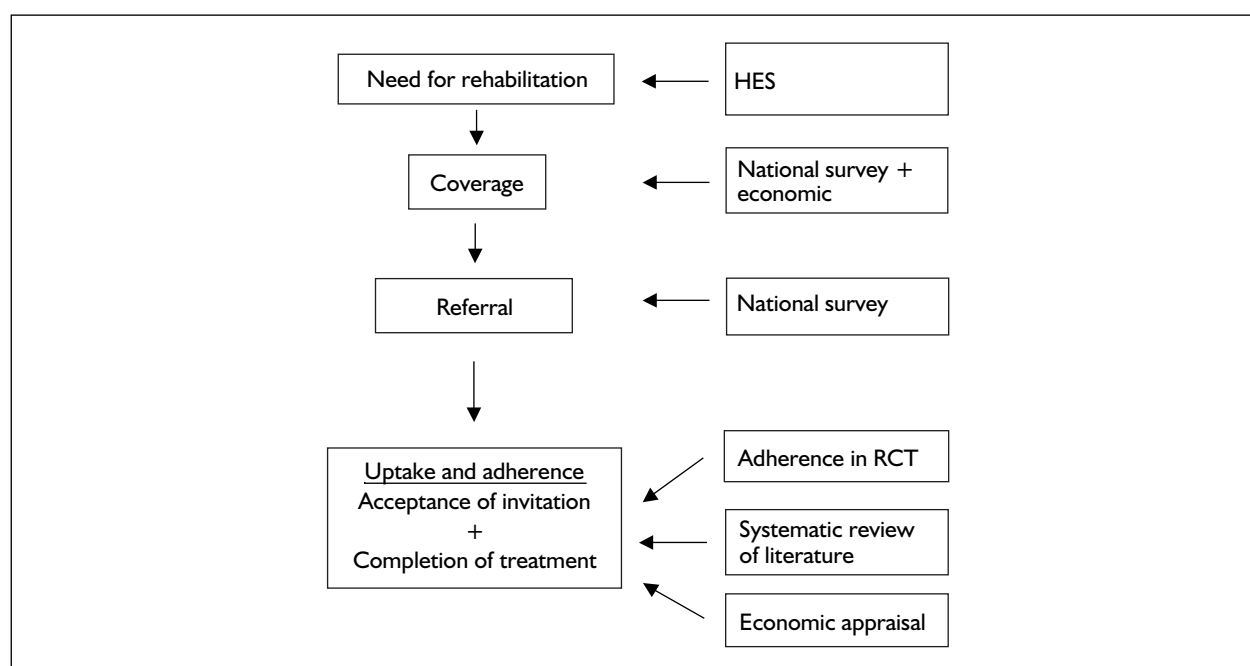 Need for rehabilitation
HES
Coverage
National survey +
economic
Referral
National survey
Uptake and adherence
Acceptance of invitation
+
Completion of treatment
Adherence in RCT
Systematic review
of literature
Economic appraisal